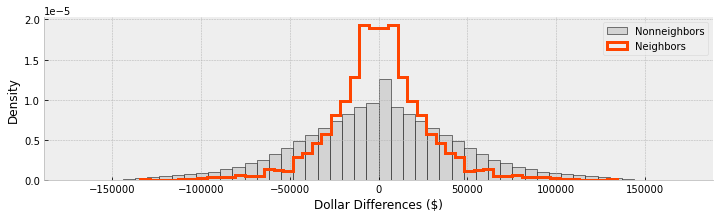 1e−5
Nonneighbors
Neighbors
2.0
1.5
1.0
0.5
0.0
Density
−150000 −100000 −50000 0 50000 100000 150000
Dollar Differences ($)